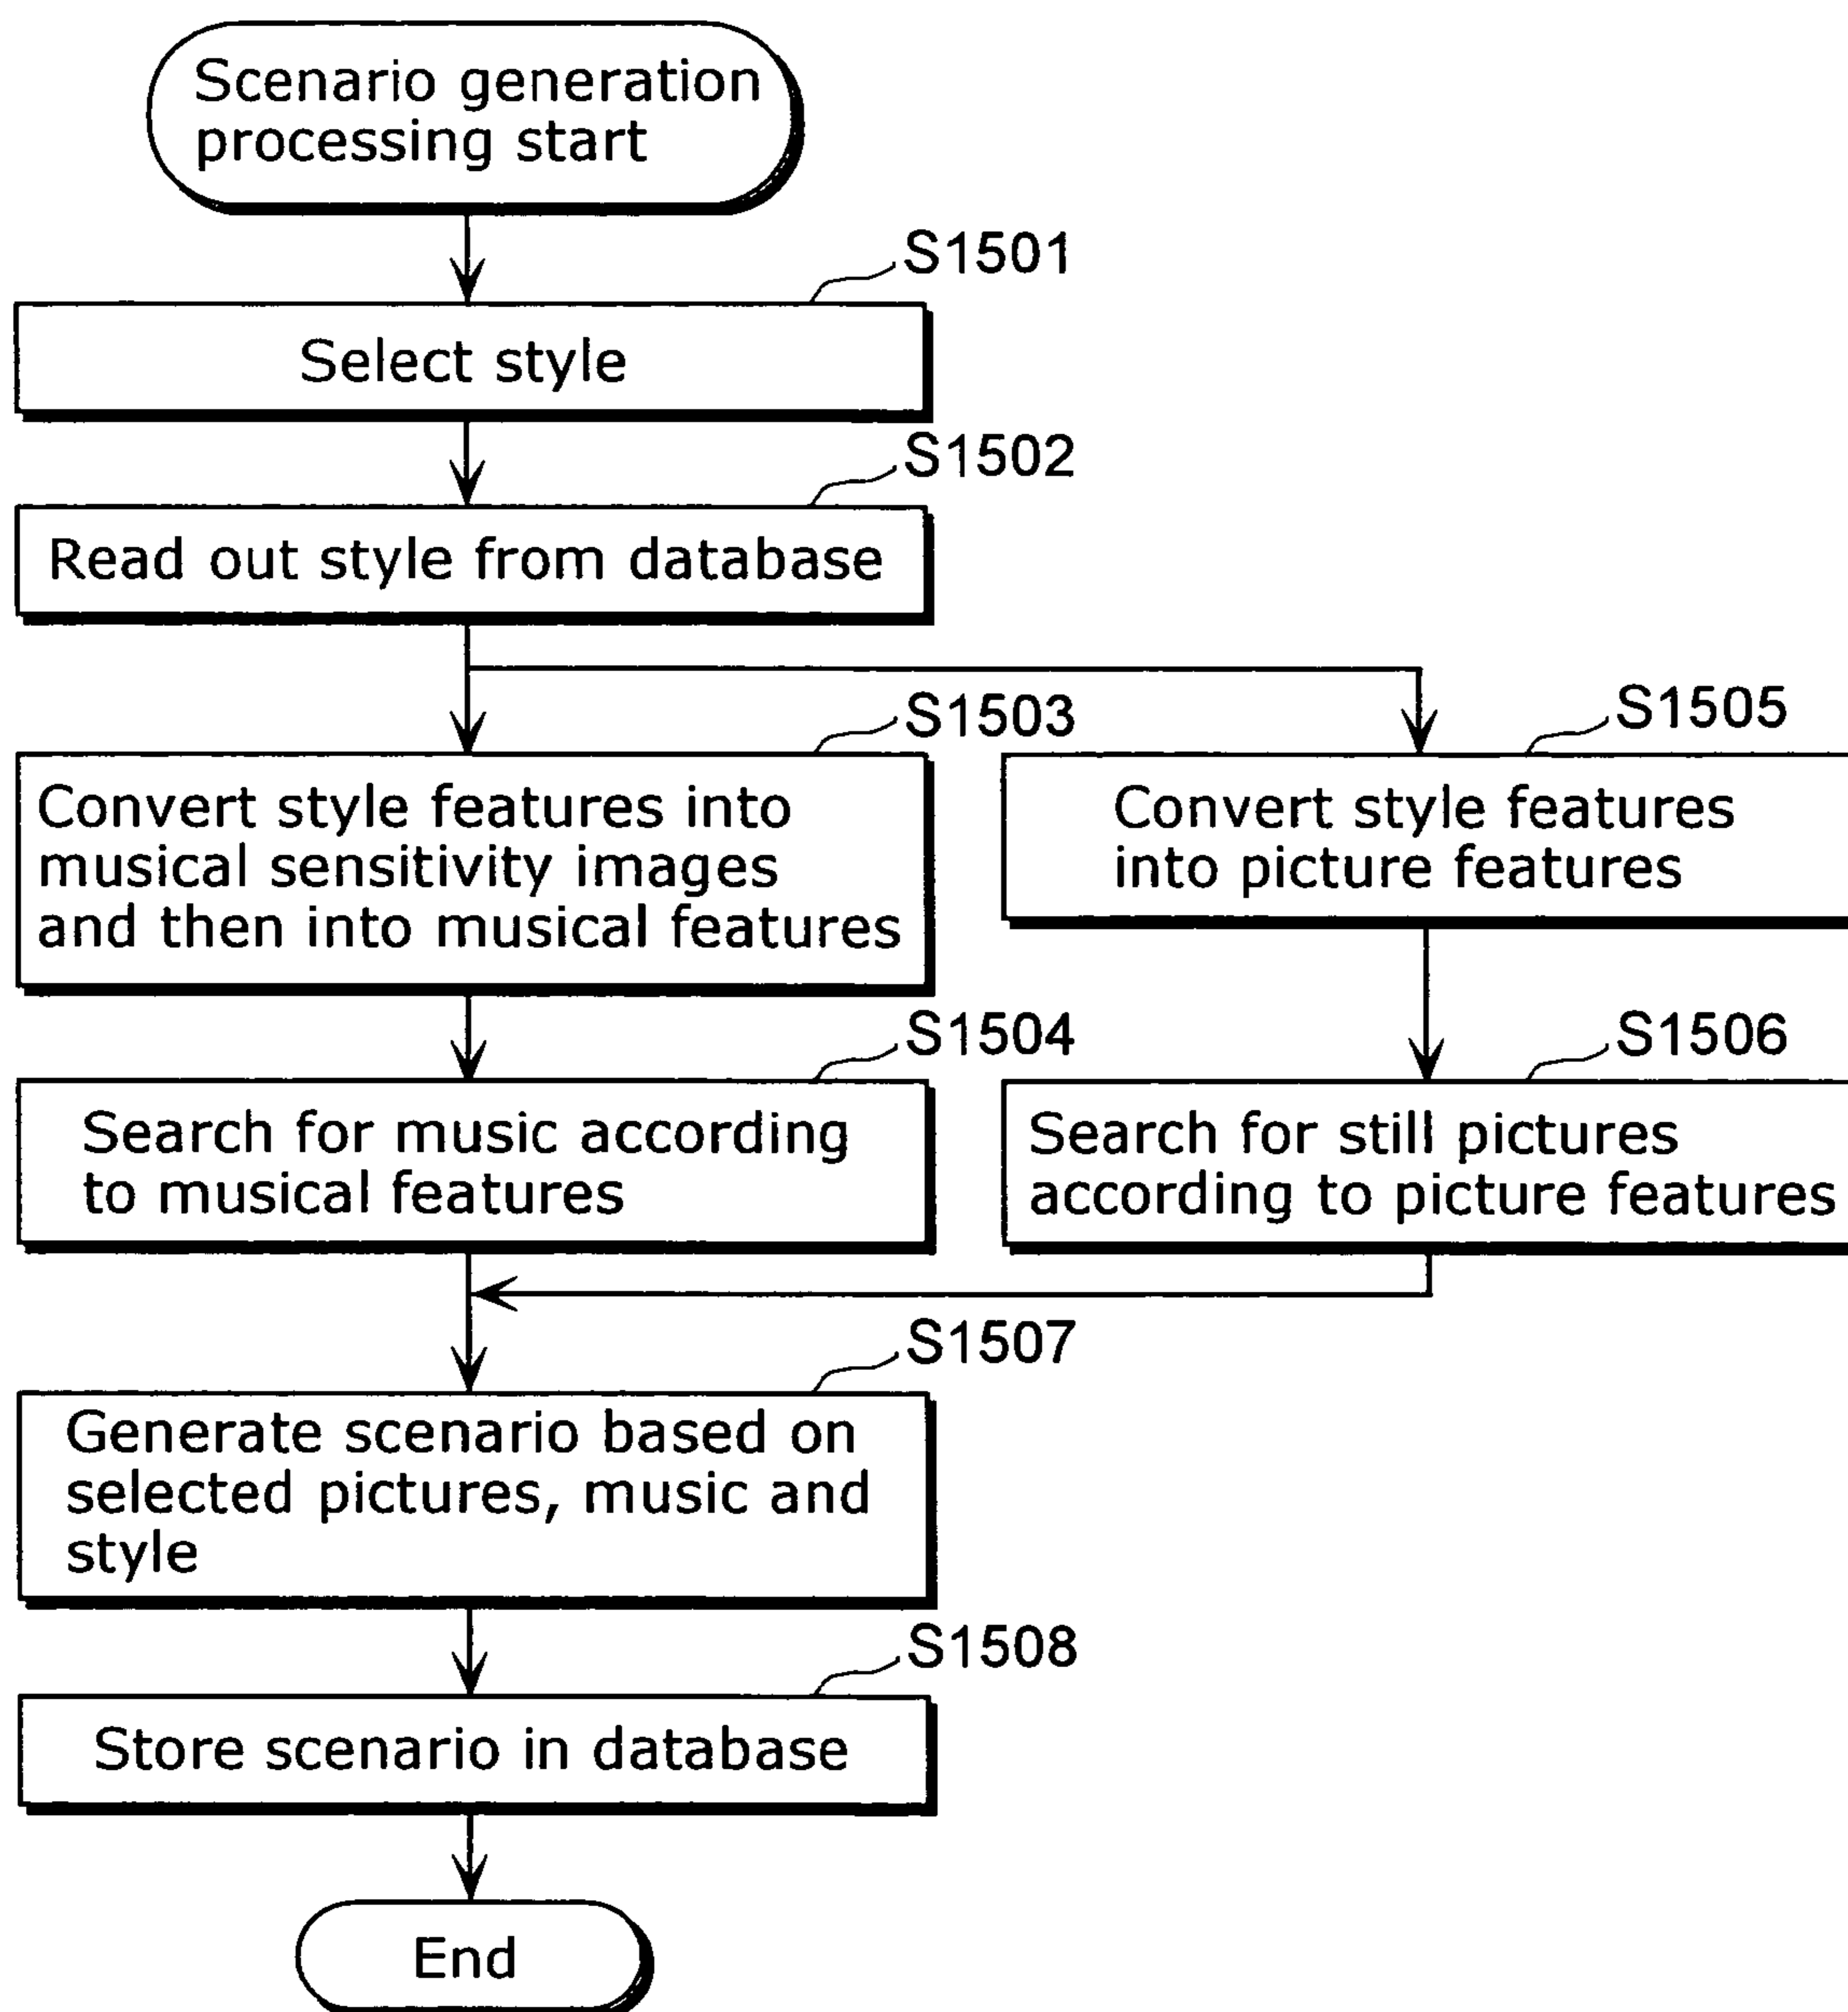 Scenario generation
processing start
S1501
Select style
S1502
Read out style from database
S1503
Convert style features into
musical sensitivity images
and then into musical features
S1505
Convert style features
into picture features
S1504
Search for music according
to musical features
S1506
Search for still pictures
according to picture features
S1507
Generate scenario based on
selected pictures, music and
style
S1508
Store scenario in database
End